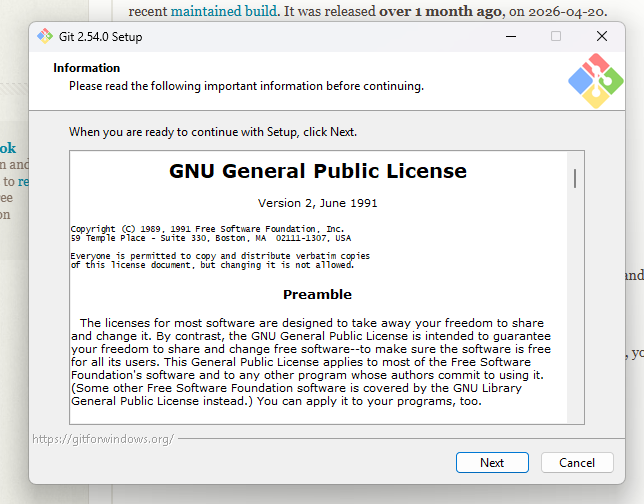 recent maintained build. It was released over 1 month ago, on 2026-04-20.
Git 2.54.0 Setup
Information
Please read the following important information before continuing.
When you are ready to continue with Setup, click Next.
GNU General Public License
Version 2, June 1991
Copyright (C) 1989, 1991 Free Software Foundation, Inc.
59 Temple Place - Suite 330, Boston, MA  02111-1307, USA
Everyone is permitted to copy and distribute verbatim copies
of this license document, but changing it is not allowed.
Preamble
The licenses for most software are designed to take away your freedom to share
and change it. By contrast, the GNU General Public License is intended to guarantee
your freedom to share and change free software--to make sure the software is free
for all its users. This General Public License applies to most of the Free Software
Foundation's software and to any other program whose authors commit to using it.
(Some other Free Software Foundation software is covered by the GNU Library
General Public License instead.) You can apply it to your programs, too.
https://gitforwindows.org/
Next
Cancel
ok
n and
to re
ree
on
and
, yo